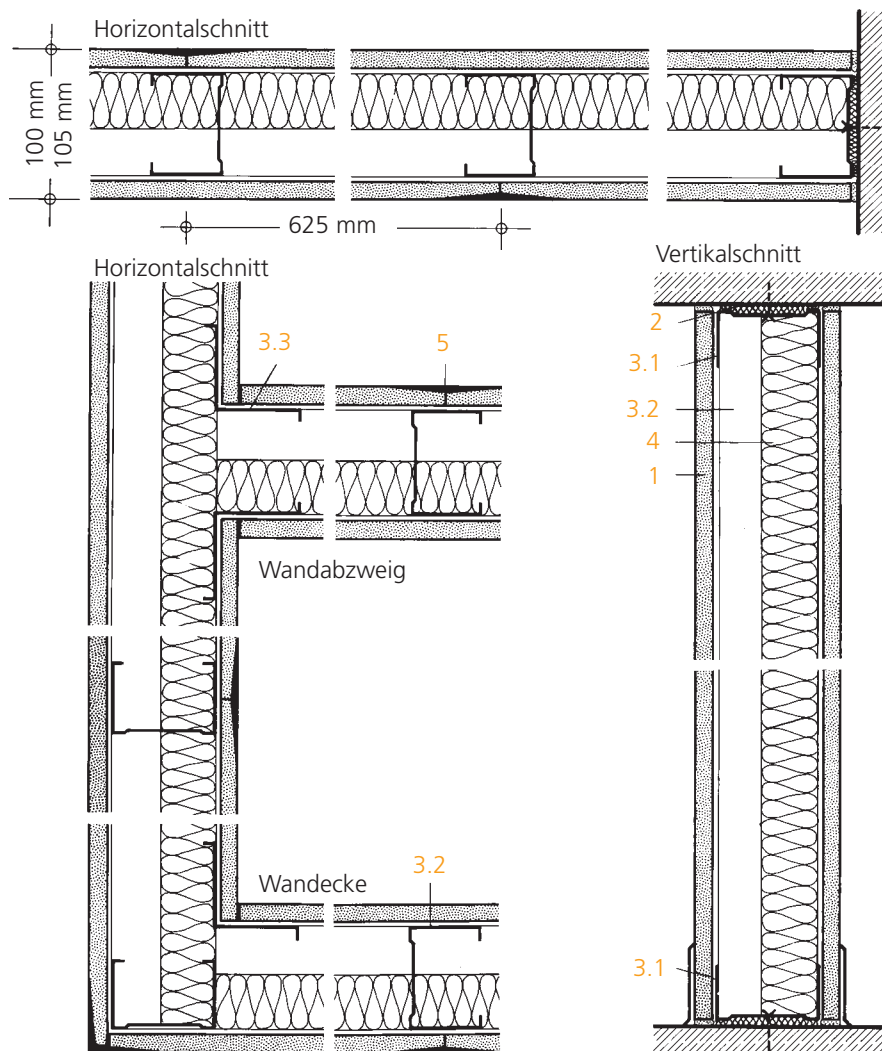 Horizontalschnitt
100 mm
105 mm
625 mm
Horizontalschnitt
Vertikalschnitt
3.3
5
2
3.1
3.2
4
1
Wandabzweig
Wandecke
3.2
3.1